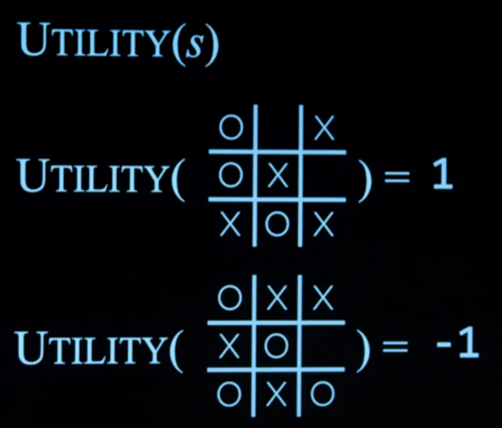 UTILITY(s)
O X
UTILITY( O X ) = 1
X O X
O X X
UTILITY( X O ) = -1
O X O